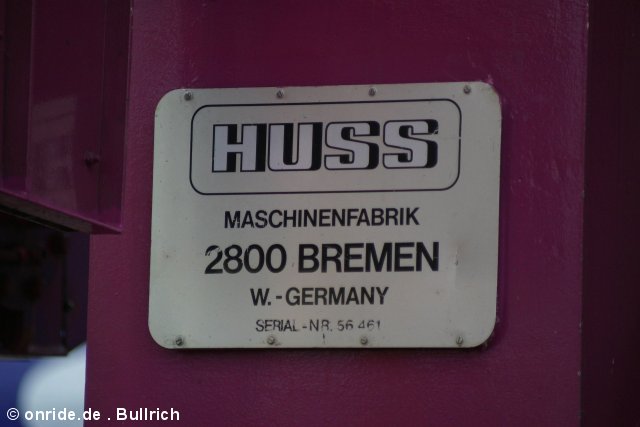 HUSS
MASCHINENFABRIK
2800 BREMEN
W.-GERMANY
SERIAL-NR. 56 461
© onride.de . Bullrich